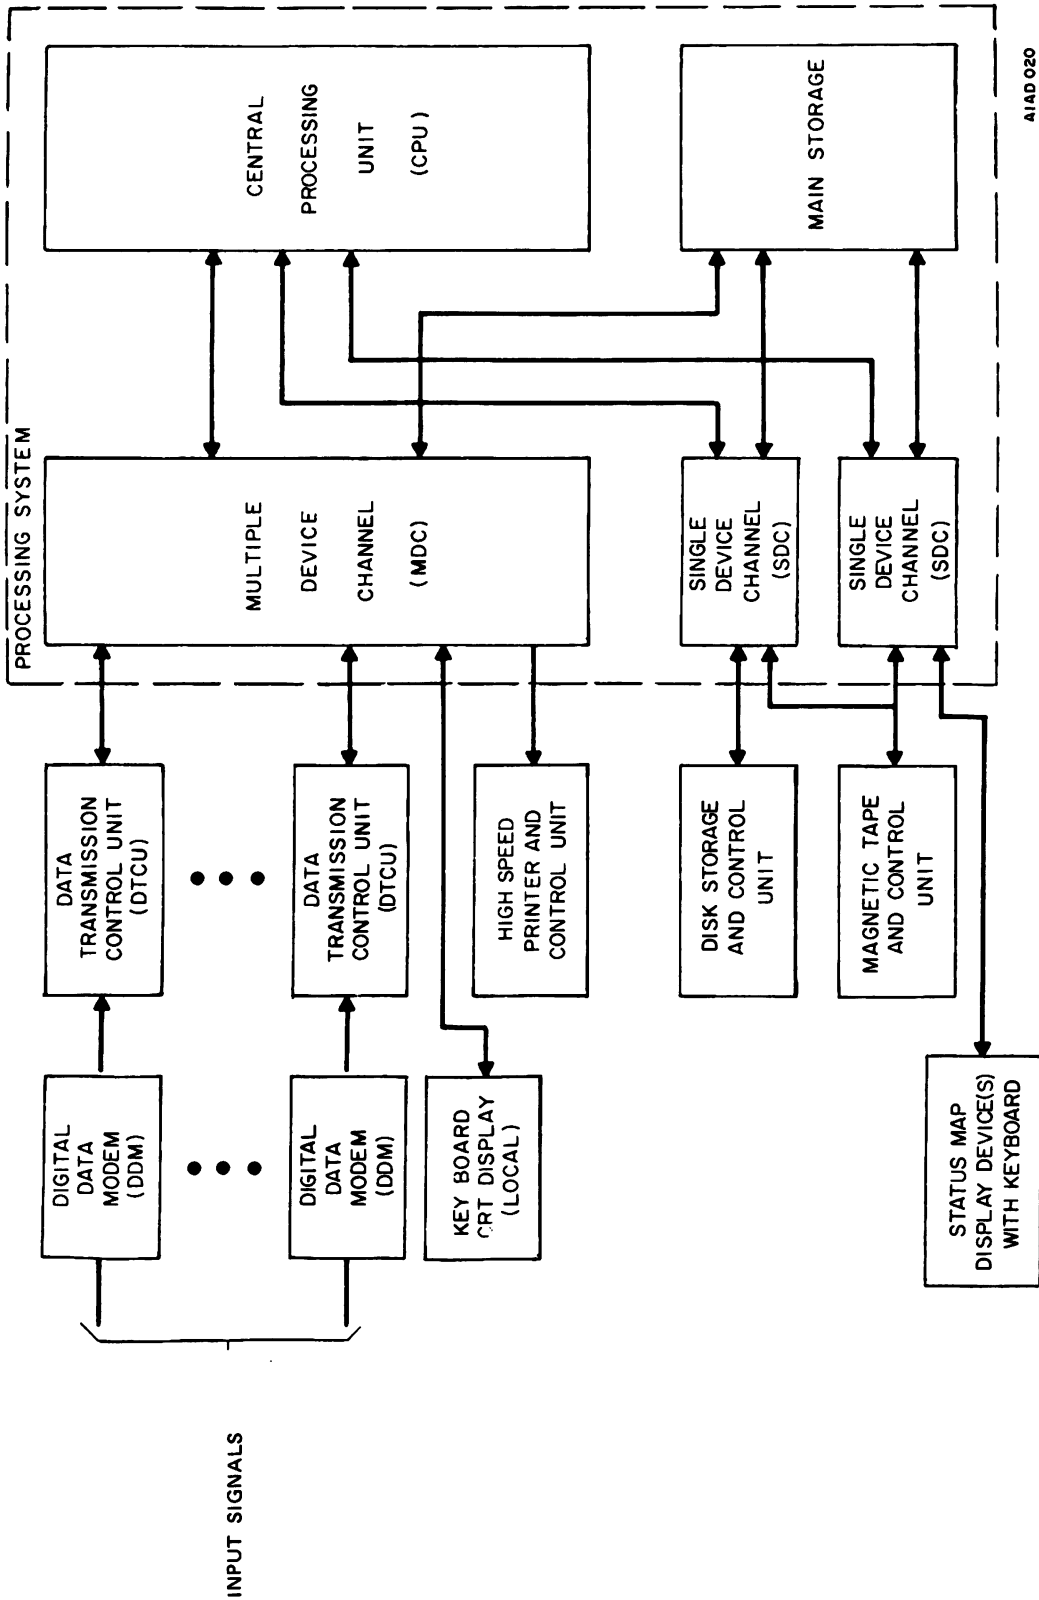 PROCESSING SYSTEM
INPUT SIGNALS
DIGITAL
DATA
MODEM
(DDM)
DATA
TRANSMISSION
CONTROL UNIT
(DTCU)
MULTIPLE
DEVICE
CHANNEL
(MDC)
CENTRAL
PROCESSING
UNIT
(CPU)
DIGITAL
DATA
MODEM
(DDM)
DATA
TRANSMISSION
CONTROL UNIT
(DTCU)
KEY BOARD
CRT DISPLAY
(LOCAL)
HIGH SPEED
PRINTER AND
CONTROL UNIT
DISK STORAGE
AND CONTROL
UNIT
SINGLE
DEVICE
CHANNEL
(SDC)
MAIN STORAGE
MAGNETIC TAPE
AND CONTROL
UNIT
SINGLE
DEVICE
CHANNEL
(SDC)
STATUS MAP
DISPLAY DEVICE(S)
WITH KEYBOARD
A1AD020